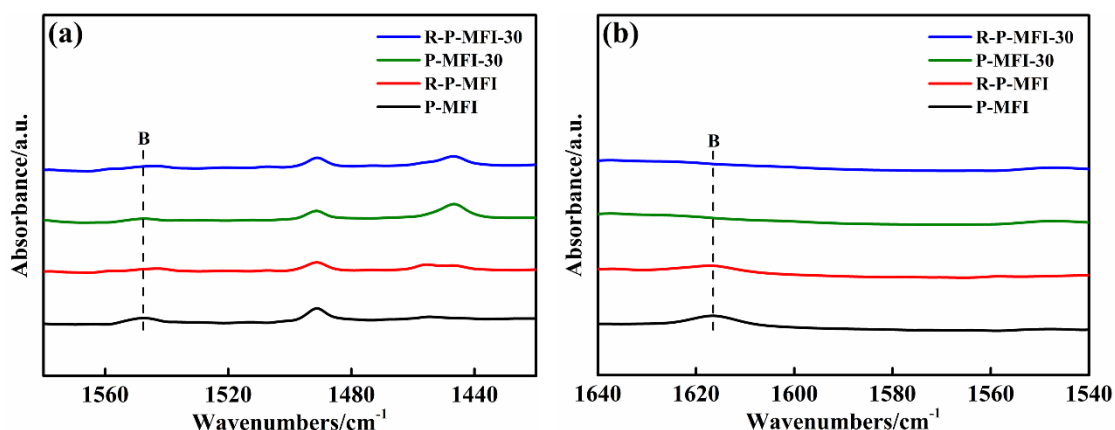 (a)
R-P-MFI-30
P-MFI-30
R-P-MFI
P-MFI
B
Absorbance/a.u.
1560 1520 1480 1440
Wavenumbers/cm⁻¹
(b)
R-P-MFI-30
P-MFI-30
R-P-MFI
P-MFI
B
Absorbance/a.u.
1640 1620 1600 1580 1560 1540
Wavenumbers/cm⁻¹